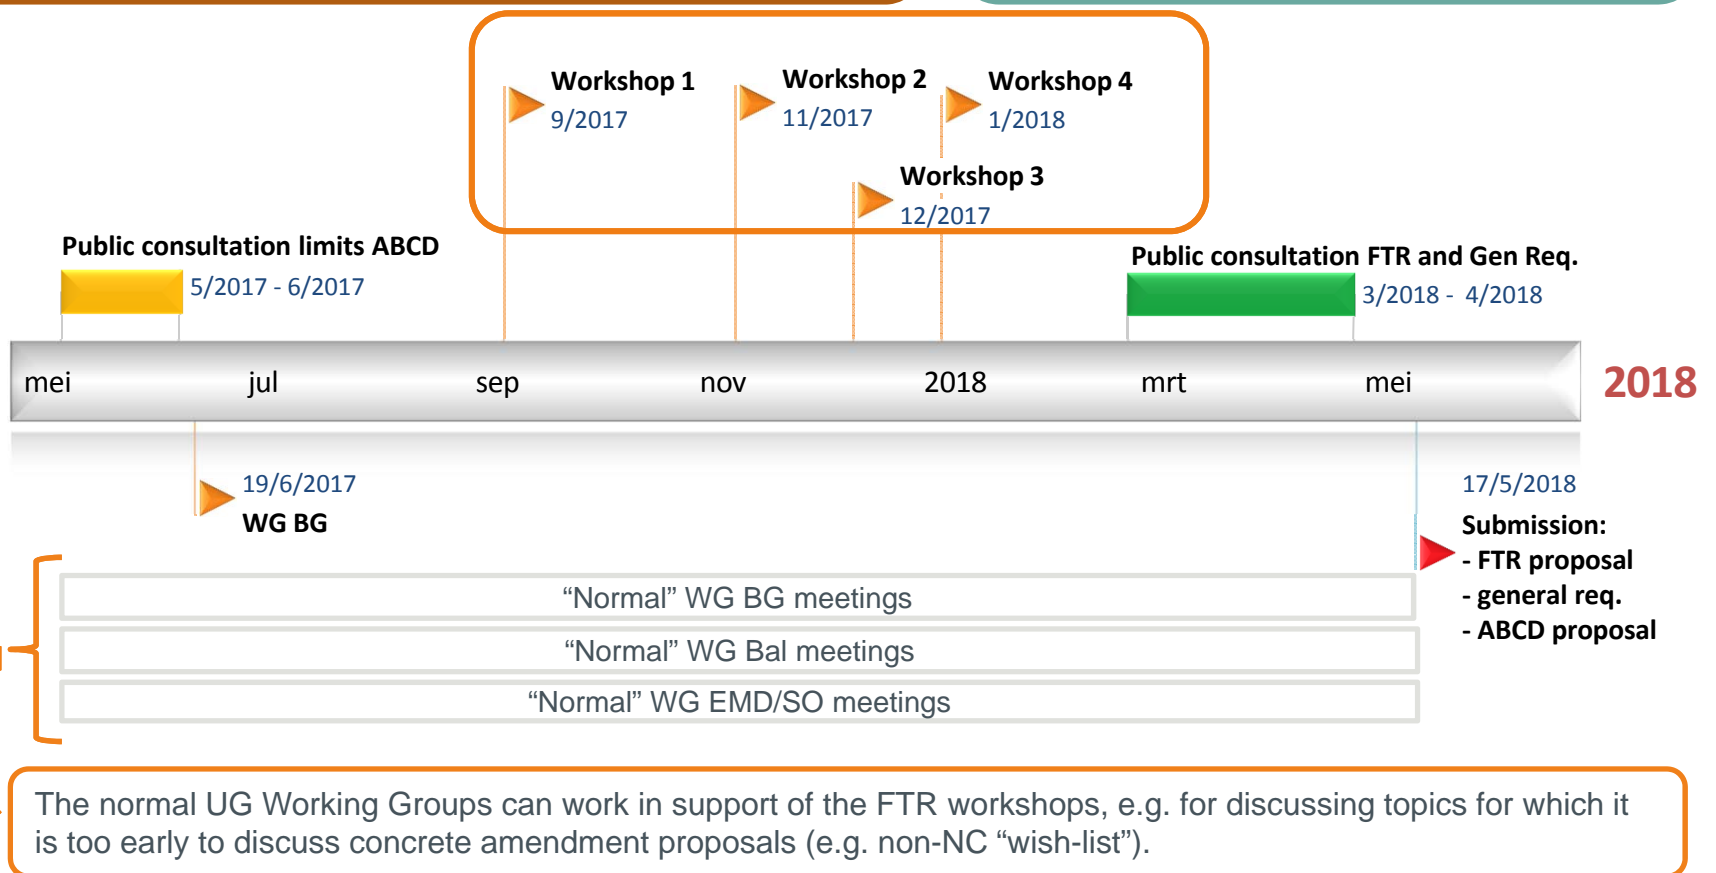 Workshop 1
9/2017
Workshop 2
11/2017
Workshop 4
1/2018
Workshop 3
12/2017
Public consultation limits ABCD
5/2017 - 6/2017
Public consultation FTR and Gen Req.
3/2018 -  4/2018
mei jul sep nov 2018 mrt mei
2018
19/6/2017
WG BG
17/5/2018
Submission:
- FTR proposal
- general req.
- ABCD proposal
“Normal” WG BG meetings
“Normal” WG Bal meetings
“Normal” WG EMD/SO meetings
The normal UG Working Groups can work in support of the FTR workshops, e.g. for discussing topics for which it
is too early to discuss concrete amendment proposals (e.g. non-NC “wish-list”).